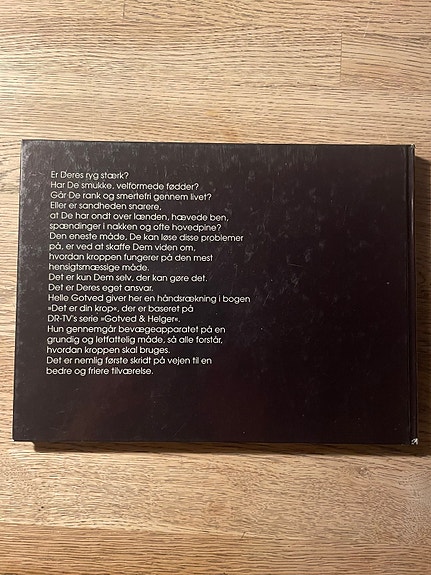 Er Deres ryg stærk?
Har De smukke, velformede fødder?
Går De rank og smertefri gennem livet?
Eller er sandheden snarere,
at De har ondt over lænden, hævede ben,
spændinger i nakken og ofte hovedpine?
Den eneste måde, De kan løse disse problemer
på, er ved at skaffe Dem viden om,
hvordan kroppen fungerer på den mest
hensigtsmæssige måde.
Det er kun Dem selv, der kan gøre det.
Det er Deres eget ansvar.
Helle Gotved giver her en håndsrækning i bogen
»Det er din krop«, der er baseret på
DR-TV's serie »Gotved & Helger«.
Hun gennemgår bevægeapparatet på en
grundig og letfattelig måde, så alle forstår,
hvordan kroppen skal bruges.
Det er nemlig første skridt på vejen til en
bedre og friere tilværelse.